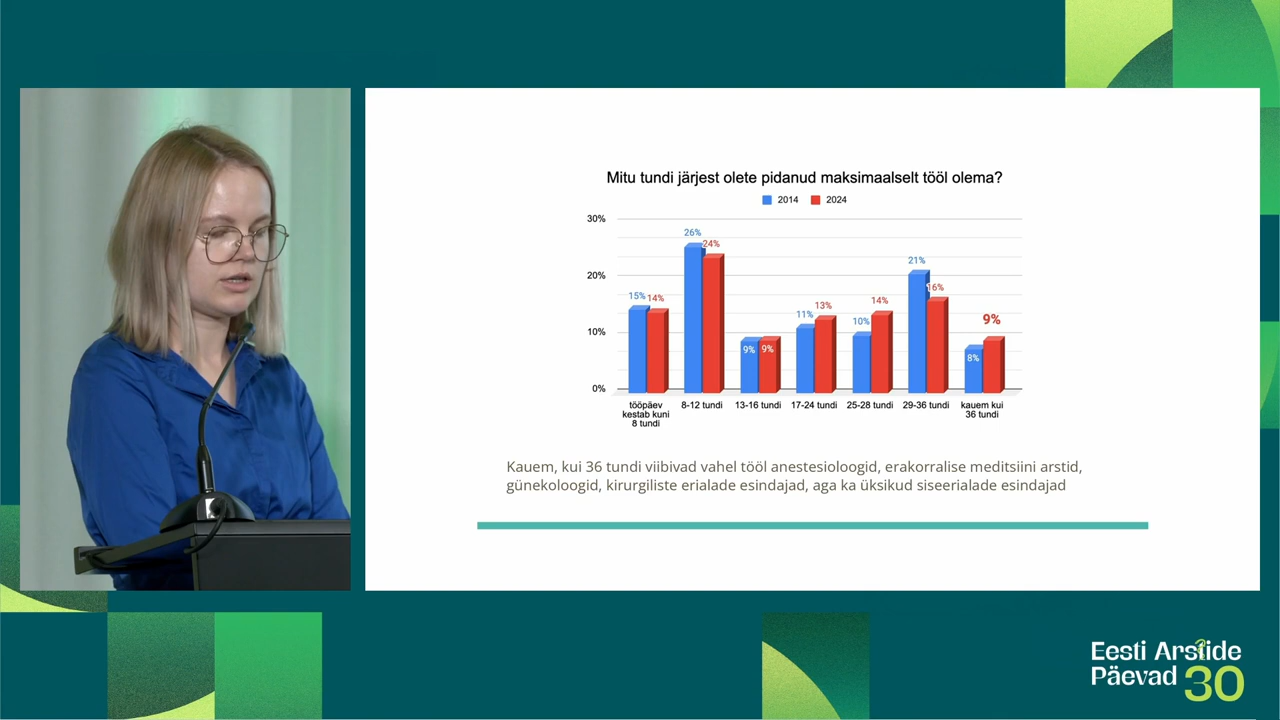 Mitu tundi järjest olete pidanud maksimaalselt tööl olema?
2014 2024
30%
20%
10%
0%
15% 14%
26% 24%
9% 9%
11% 13%
10% 14%
21% 16%
8% 9%
tööpäev
kestab kuni
8 tundi
8-12 tundi
13-16 tundi
17-24 tundi
25-28 tundi
29-36 tundi
kauem kui
36 tundi
Kauem, kui 36 tundi viibivad vahel tööl anestesioloogid, erakorralise meditsiini arstid,
günekoloogid, kirurgiliste erialade esindajad, aga ka üksikud siseerialade esindajad
Eesti Arstide
Päevad 30